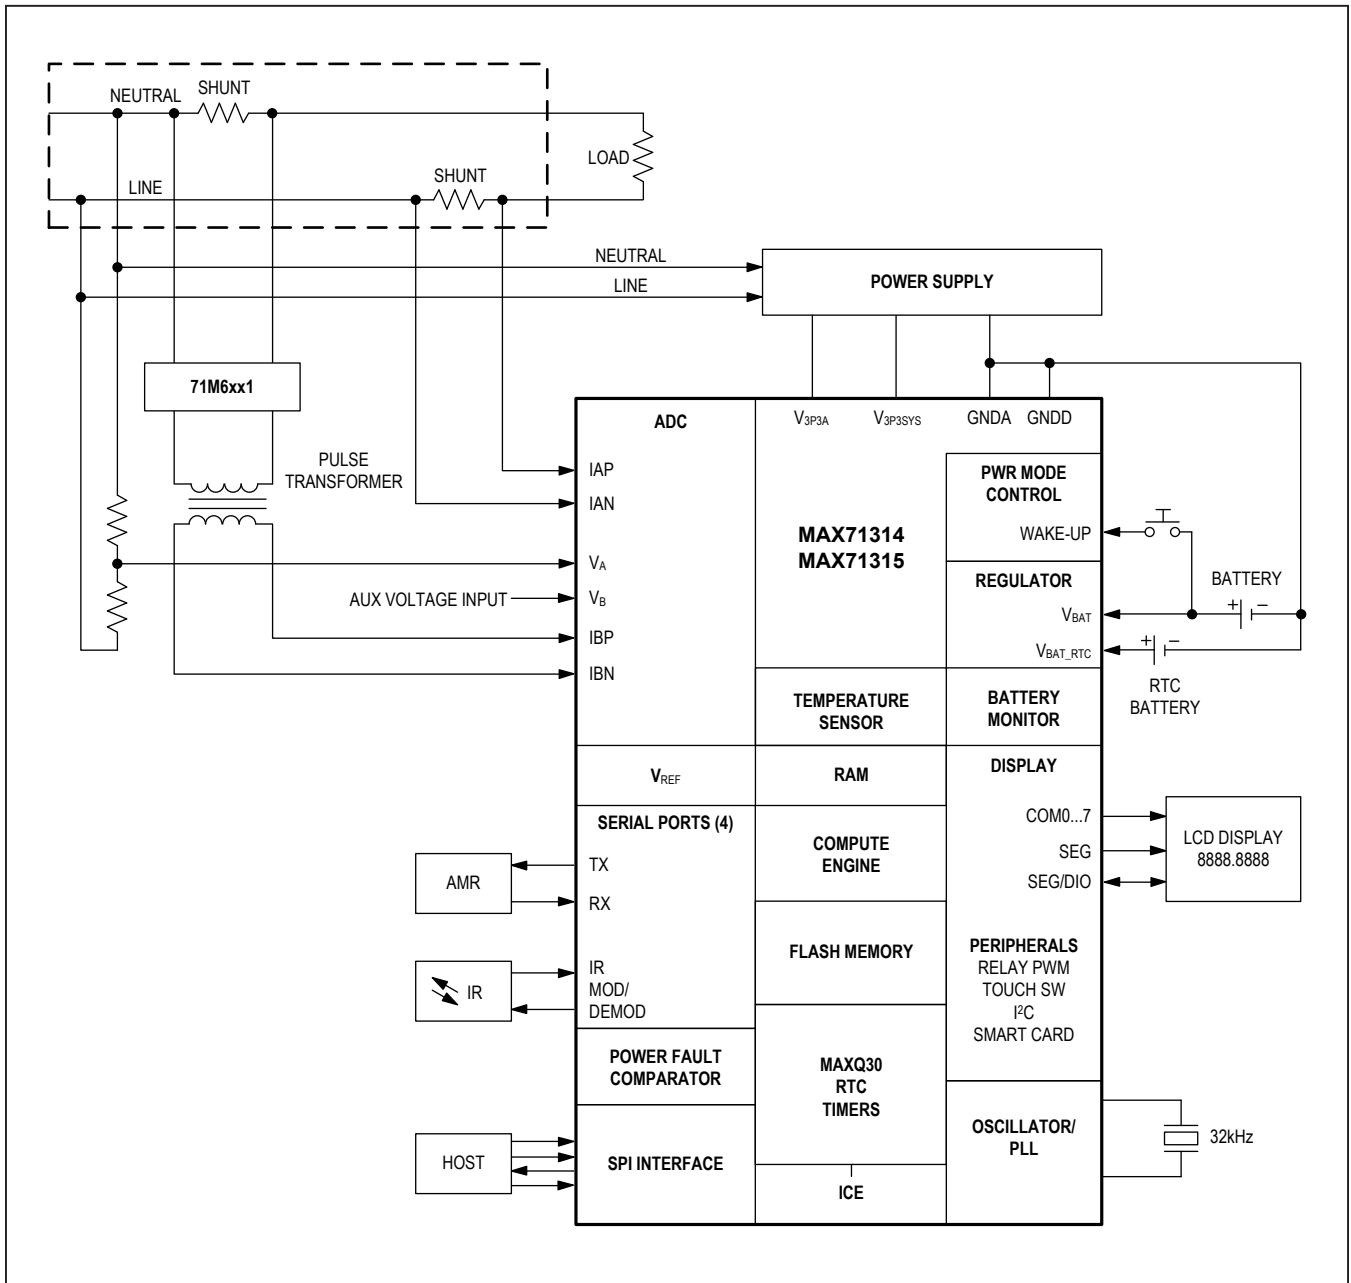 SHUNT
NEUTRAL
LOAD
SHUNT
LINE
NEUTRAL
LINE
POWER SUPPLY
71M6xx1
PULSE
TRANSFORMER
AUX VOLTAGE INPUT
ADC
IAP
IAN
VA
VB
IBP
IBN
V3P3A
V3P3SYS
GNDA
GNDD
MAX71314
MAX71315
PWR MODE
CONTROL
WAKE-UP
REGULATOR
VBAT
VBAT_RTC
BATTERY
+ –
+ –
RTC
BATTERY
TEMPERATURE
SENSOR
BATTERY
MONITOR
VREF
RAM
DISPLAY
COM0...7
SEG
SEG/DIO
LCD DISPLAY
8888.8888
SERIAL PORTS (4)
TX
RX
AMR
IR
IR
MOD/
DEMOD
COMPUTE
ENGINE
FLASH MEMORY
PERIPHERALS
RELAY PWM
TOUCH SW
I²C
SMART CARD
POWER FAULT
COMPARATOR
MAXQ30
RTC
TIMERS
HOST
SPI INTERFACE
ICE
OSCILLATOR/
PLL
32kHz